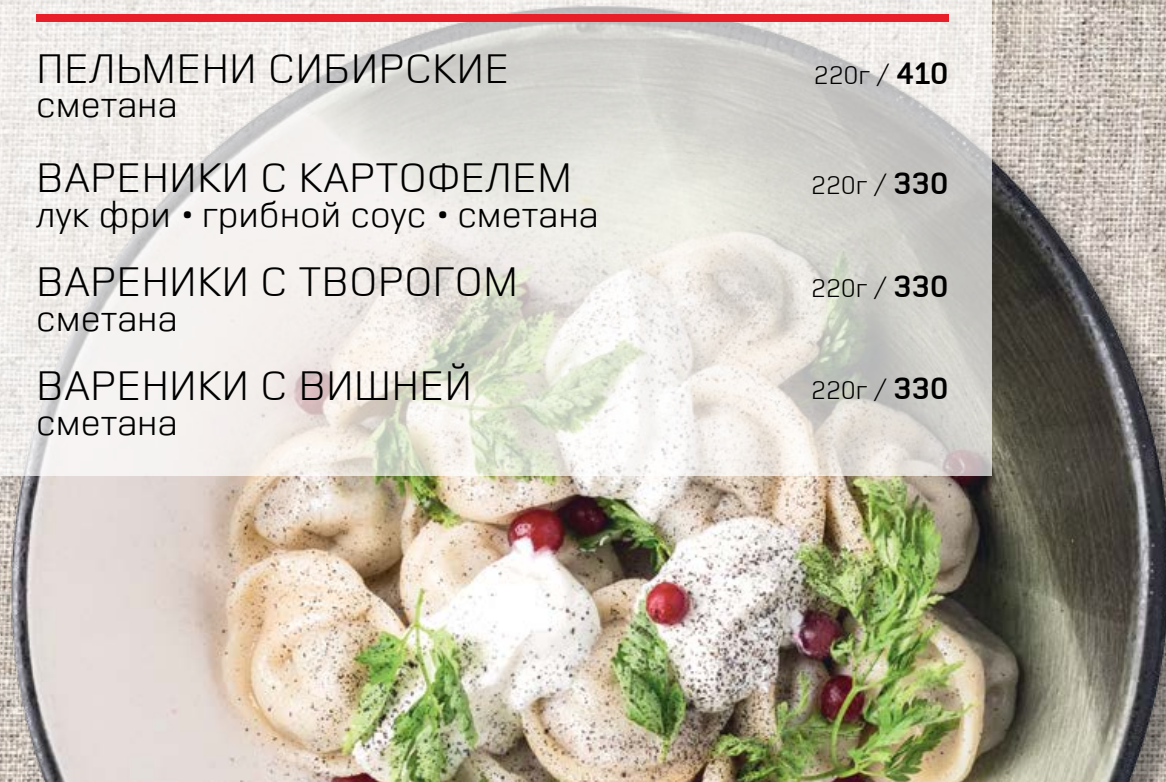 ПЕЛЬМЕНИ СИБИРСКИЕ 220г / 410
сметана
ВАРЕНИКИ С КАРТОФЕЛЕМ 220г / 330
лук фри • грибной соус • сметана
ВАРЕНИКИ С ТВОРОГОМ 220г / 330
сметана
ВАРЕНИКИ С ВИШНЕЙ 220г / 330
сметана